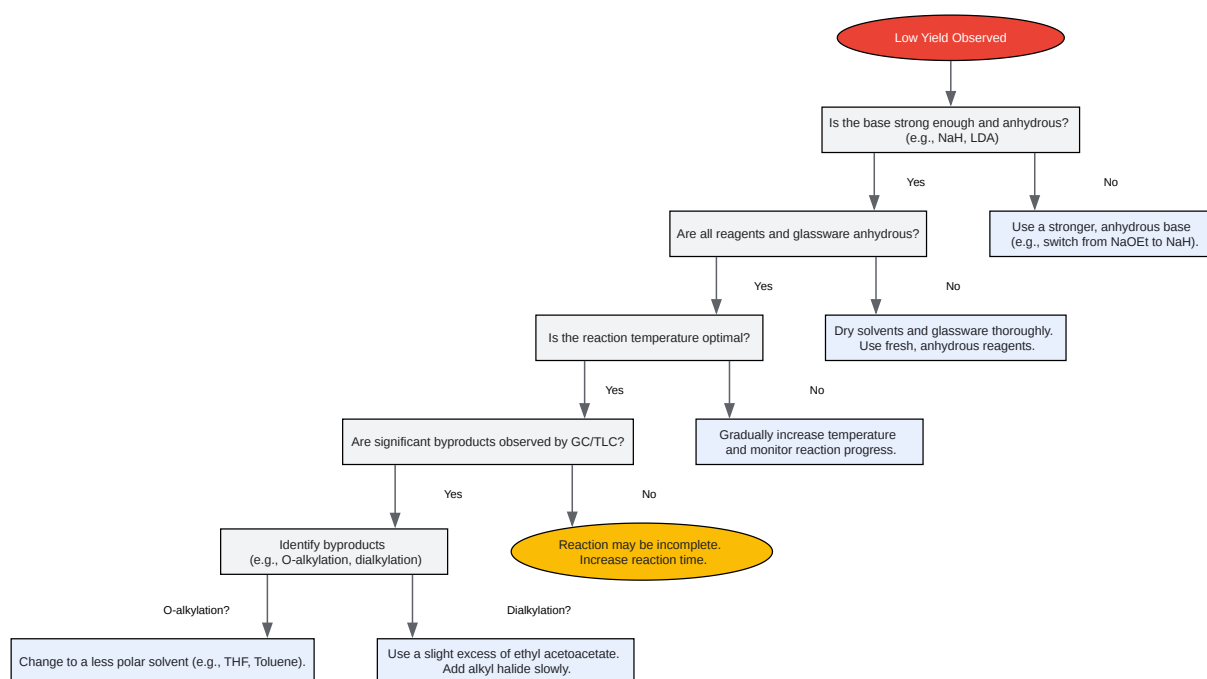 Low Yield Observed
Is the base strong enough and anhydrous?
(e.g., NaH, LDA)
Yes
No
Are all reagents and glassware anhydrous?
Use a stronger, anhydrous base
(e.g., switch from NaOEt to NaH).
Yes
No
Is the reaction temperature optimal?
Dry solvents and glassware thoroughly.
Use fresh, anhydrous reagents.
Yes
No
Are significant byproducts observed by GC/TLC?
Gradually increase temperature
and monitor reaction progress.
Yes
No
Identify byproducts
(e.g., O-alkylation, dialkylation)
Reaction may be incomplete.
Increase reaction time.
O-alkylation?
Dialkylation?
Change to a less polar solvent (e.g., THF, Toluene).
Use a slight excess of ethyl acetoacetate.
Add alkyl halide slowly.